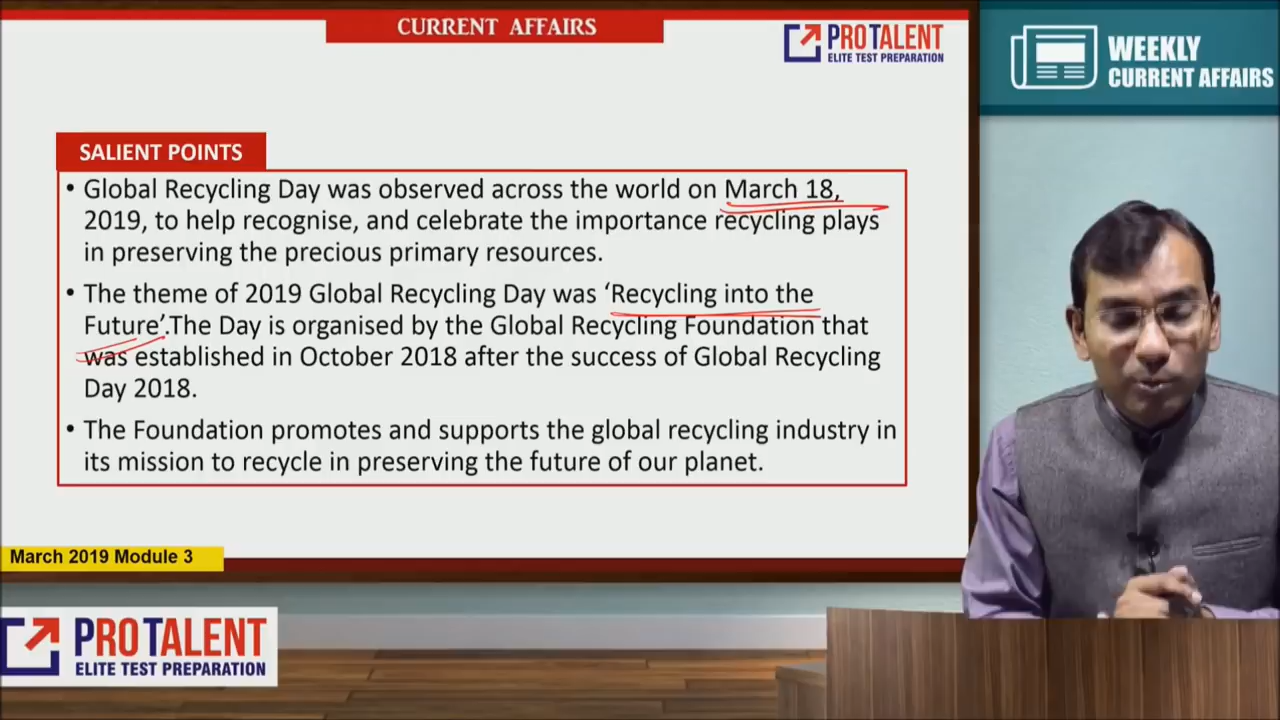 CURRENT AFFAIRS
PROTALENT
ELITE TEST PREPARATION
WEEKLY
CURRENT AFFAIRS
SALIENT POINTS
• Global Recycling Day was observed across the world on March 18,
2019, to help recognise, and celebrate the importance recycling plays
in preserving the precious primary resources.
• The theme of 2019 Global Recycling Day was ‘Recycling into the
Future’.The Day is organised by the Global Recycling Foundation that
was established in October 2018 after the success of Global Recycling
Day 2018.
• The Foundation promotes and supports the global recycling industry in
its mission to recycle in preserving the future of our planet.
March 2019 Module 3
PROTALENT
ELITE TEST PREPARATION